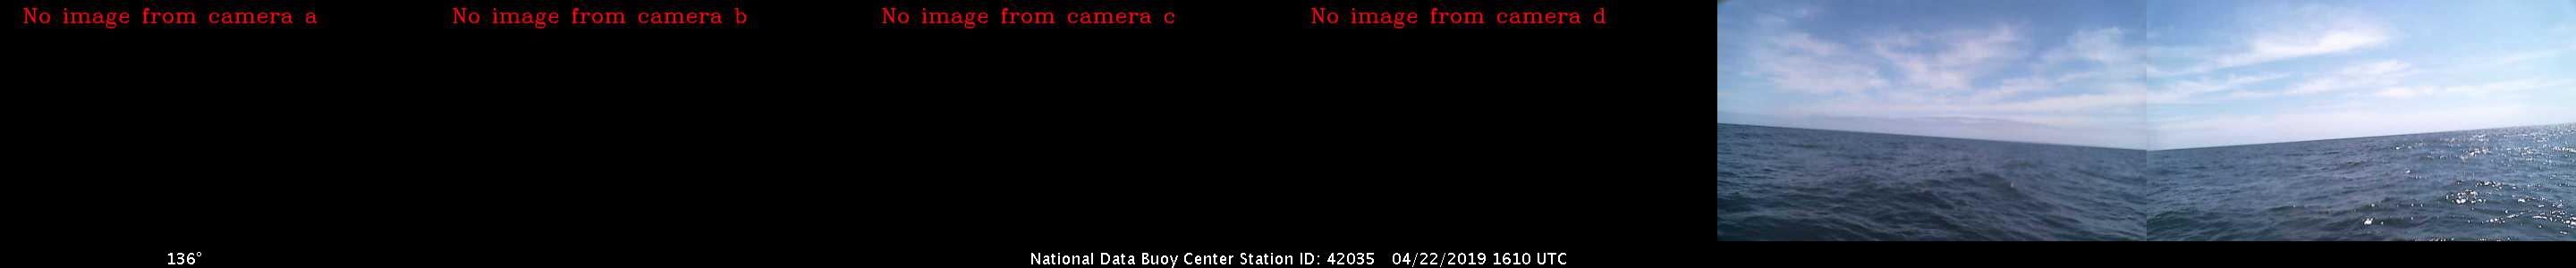 No image from camera a
No image from camera b
No image from camera c
No image from camera d
136°
National Data Buoy Center Station ID: 42035 04/22/2019 1610 UTC